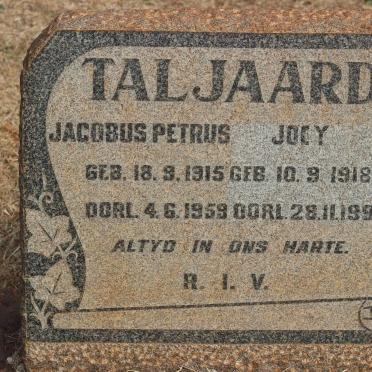 TALJAARD
JACOBUS PETRUS JOEY
GEB. 18.9.1915 GEB. 10.9 1918
OORL. 4.6.1959 OORL. 28.11.199
ALTYD IN ONS HARTE.
R. I. V.